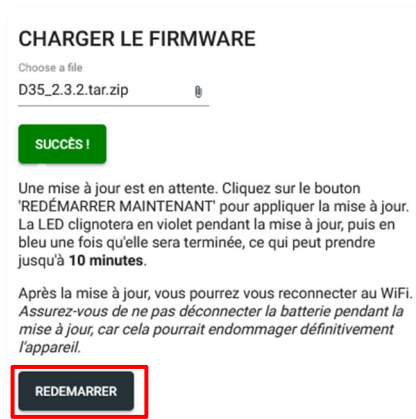 CHARGER LE FIRMWARE
Choose a file
D35_2.3.2.tar.zip
SUCCÈS !
Une mise à jour est en attente. Cliquez sur le bouton
'REDÉMARRER MAINTENANT' pour appliquer la mise à jour.
La LED clignotera en violet pendant la mise à jour, puis en
bleu une fois qu'elle sera terminée, ce qui peut prendre
jusqu'à 10 minutes.
Après la mise à jour, vous pourrez vous reconnecter au WiFi.
Assurez-vous de ne pas déconnecter la batterie pendant la
mise à jour, car cela pourrait endommager définitivement
l'appareil.
REDEMARRER